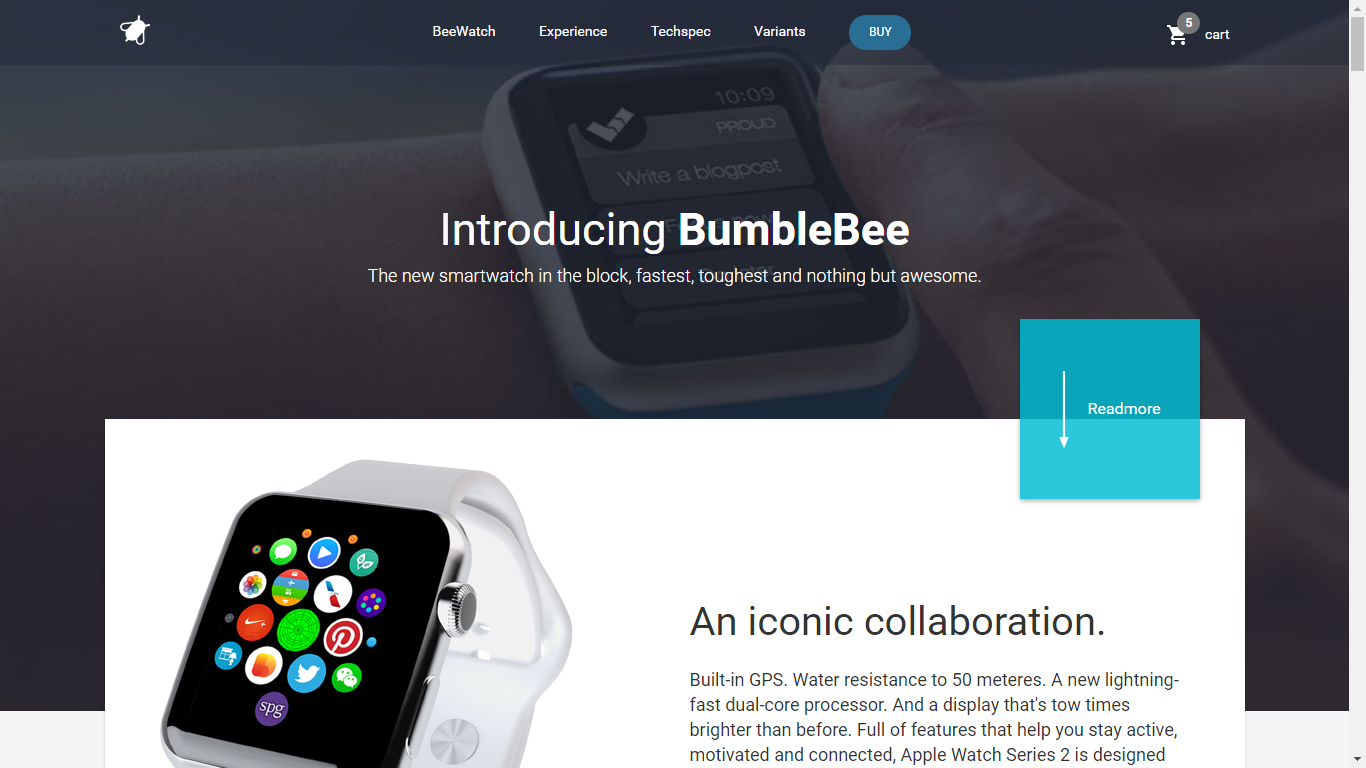 BeeWatch Experience Techspec Variants BUY 5 cart
10:09
PROUD
Write a blogpost
Introducing BumbleBee
The new smartwatch in the block, fastest, toughest and nothing but awesome.
Readmore
An iconic collaboration.
Built-in GPS. Water resistance to 50 meteres. A new lightning-
fast dual-core processor. And a display that's tow times
brighter than before. Full of features that help you stay active,
motivated and connected, Apple Watch Series 2 is designed
spg